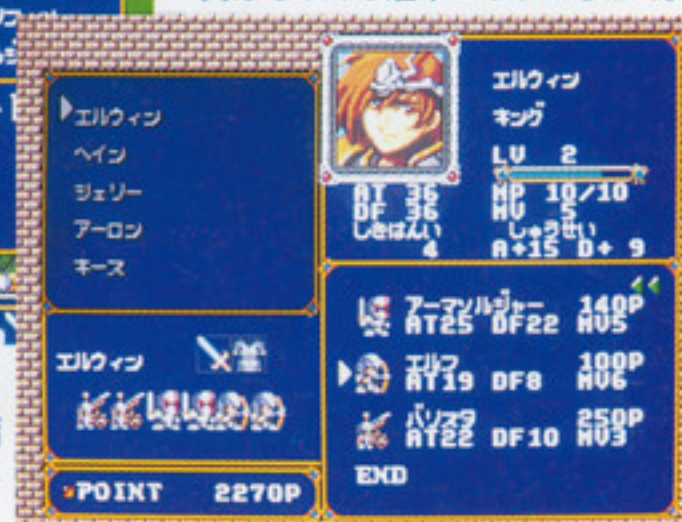 エルウィン
ヘイン
シェリー
アーロン
キース
エルウィン
キング
LV 2
AT 36 MP 10/10
DF 36 MV 5
しきはんい しゅうせい
4 A+15 D+ 9
アーマソルジャー 140P
AT25 DF22 MV5
エルフ 100P
AT19 DF8 MV6
バリスタ 250P
AT22 DF10 MV3
END
エルウィン
POINT 2270P